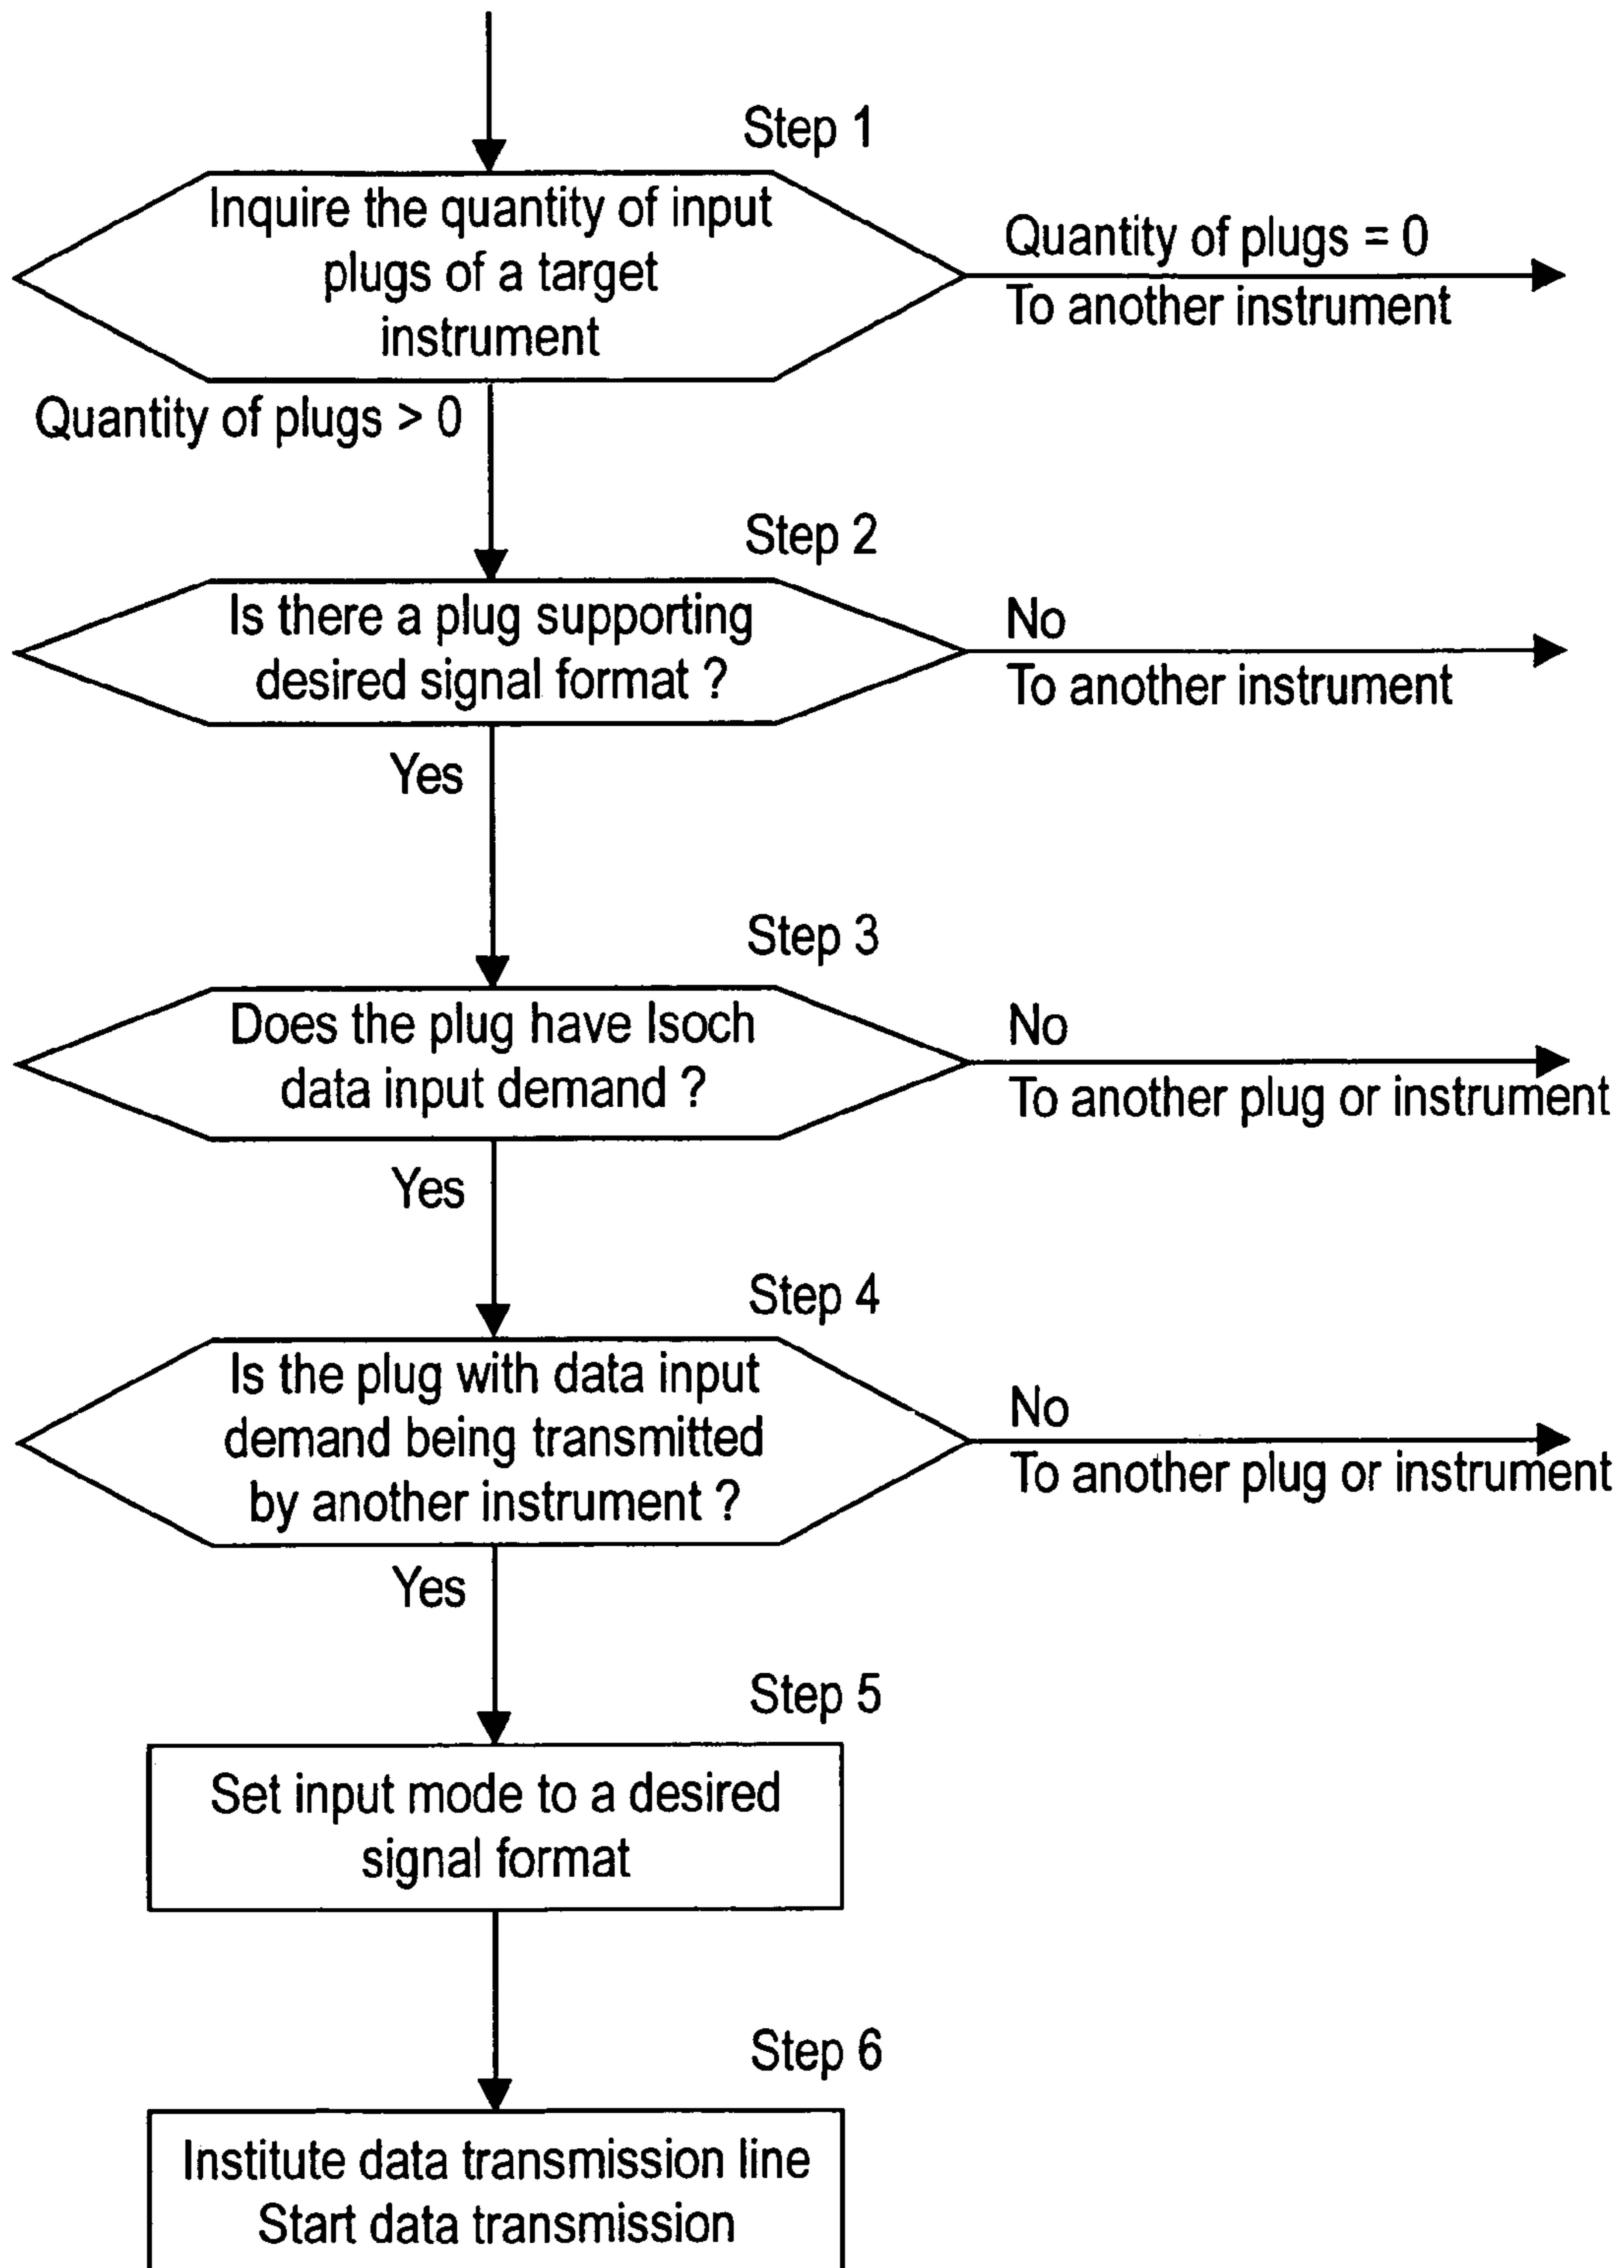 Step 1
Inquire the quantity of input
plugs of a target
instrument
Quantity of plugs = 0
To another instrument
Quantity of plugs > 0
Step 2
Is there a plug supporting
desired signal format ?
No
To another instrument
Yes
Step 3
Does the plug have Isoch
data input demand ?
No
To another plug or instrument
Yes
Step 4
Is the plug with data input
demand being transmitted
by another instrument ?
No
To another plug or instrument
Yes
Step 5
Set input mode to a desired
signal format
Step 6
Institute data transmission line
Start data transmission